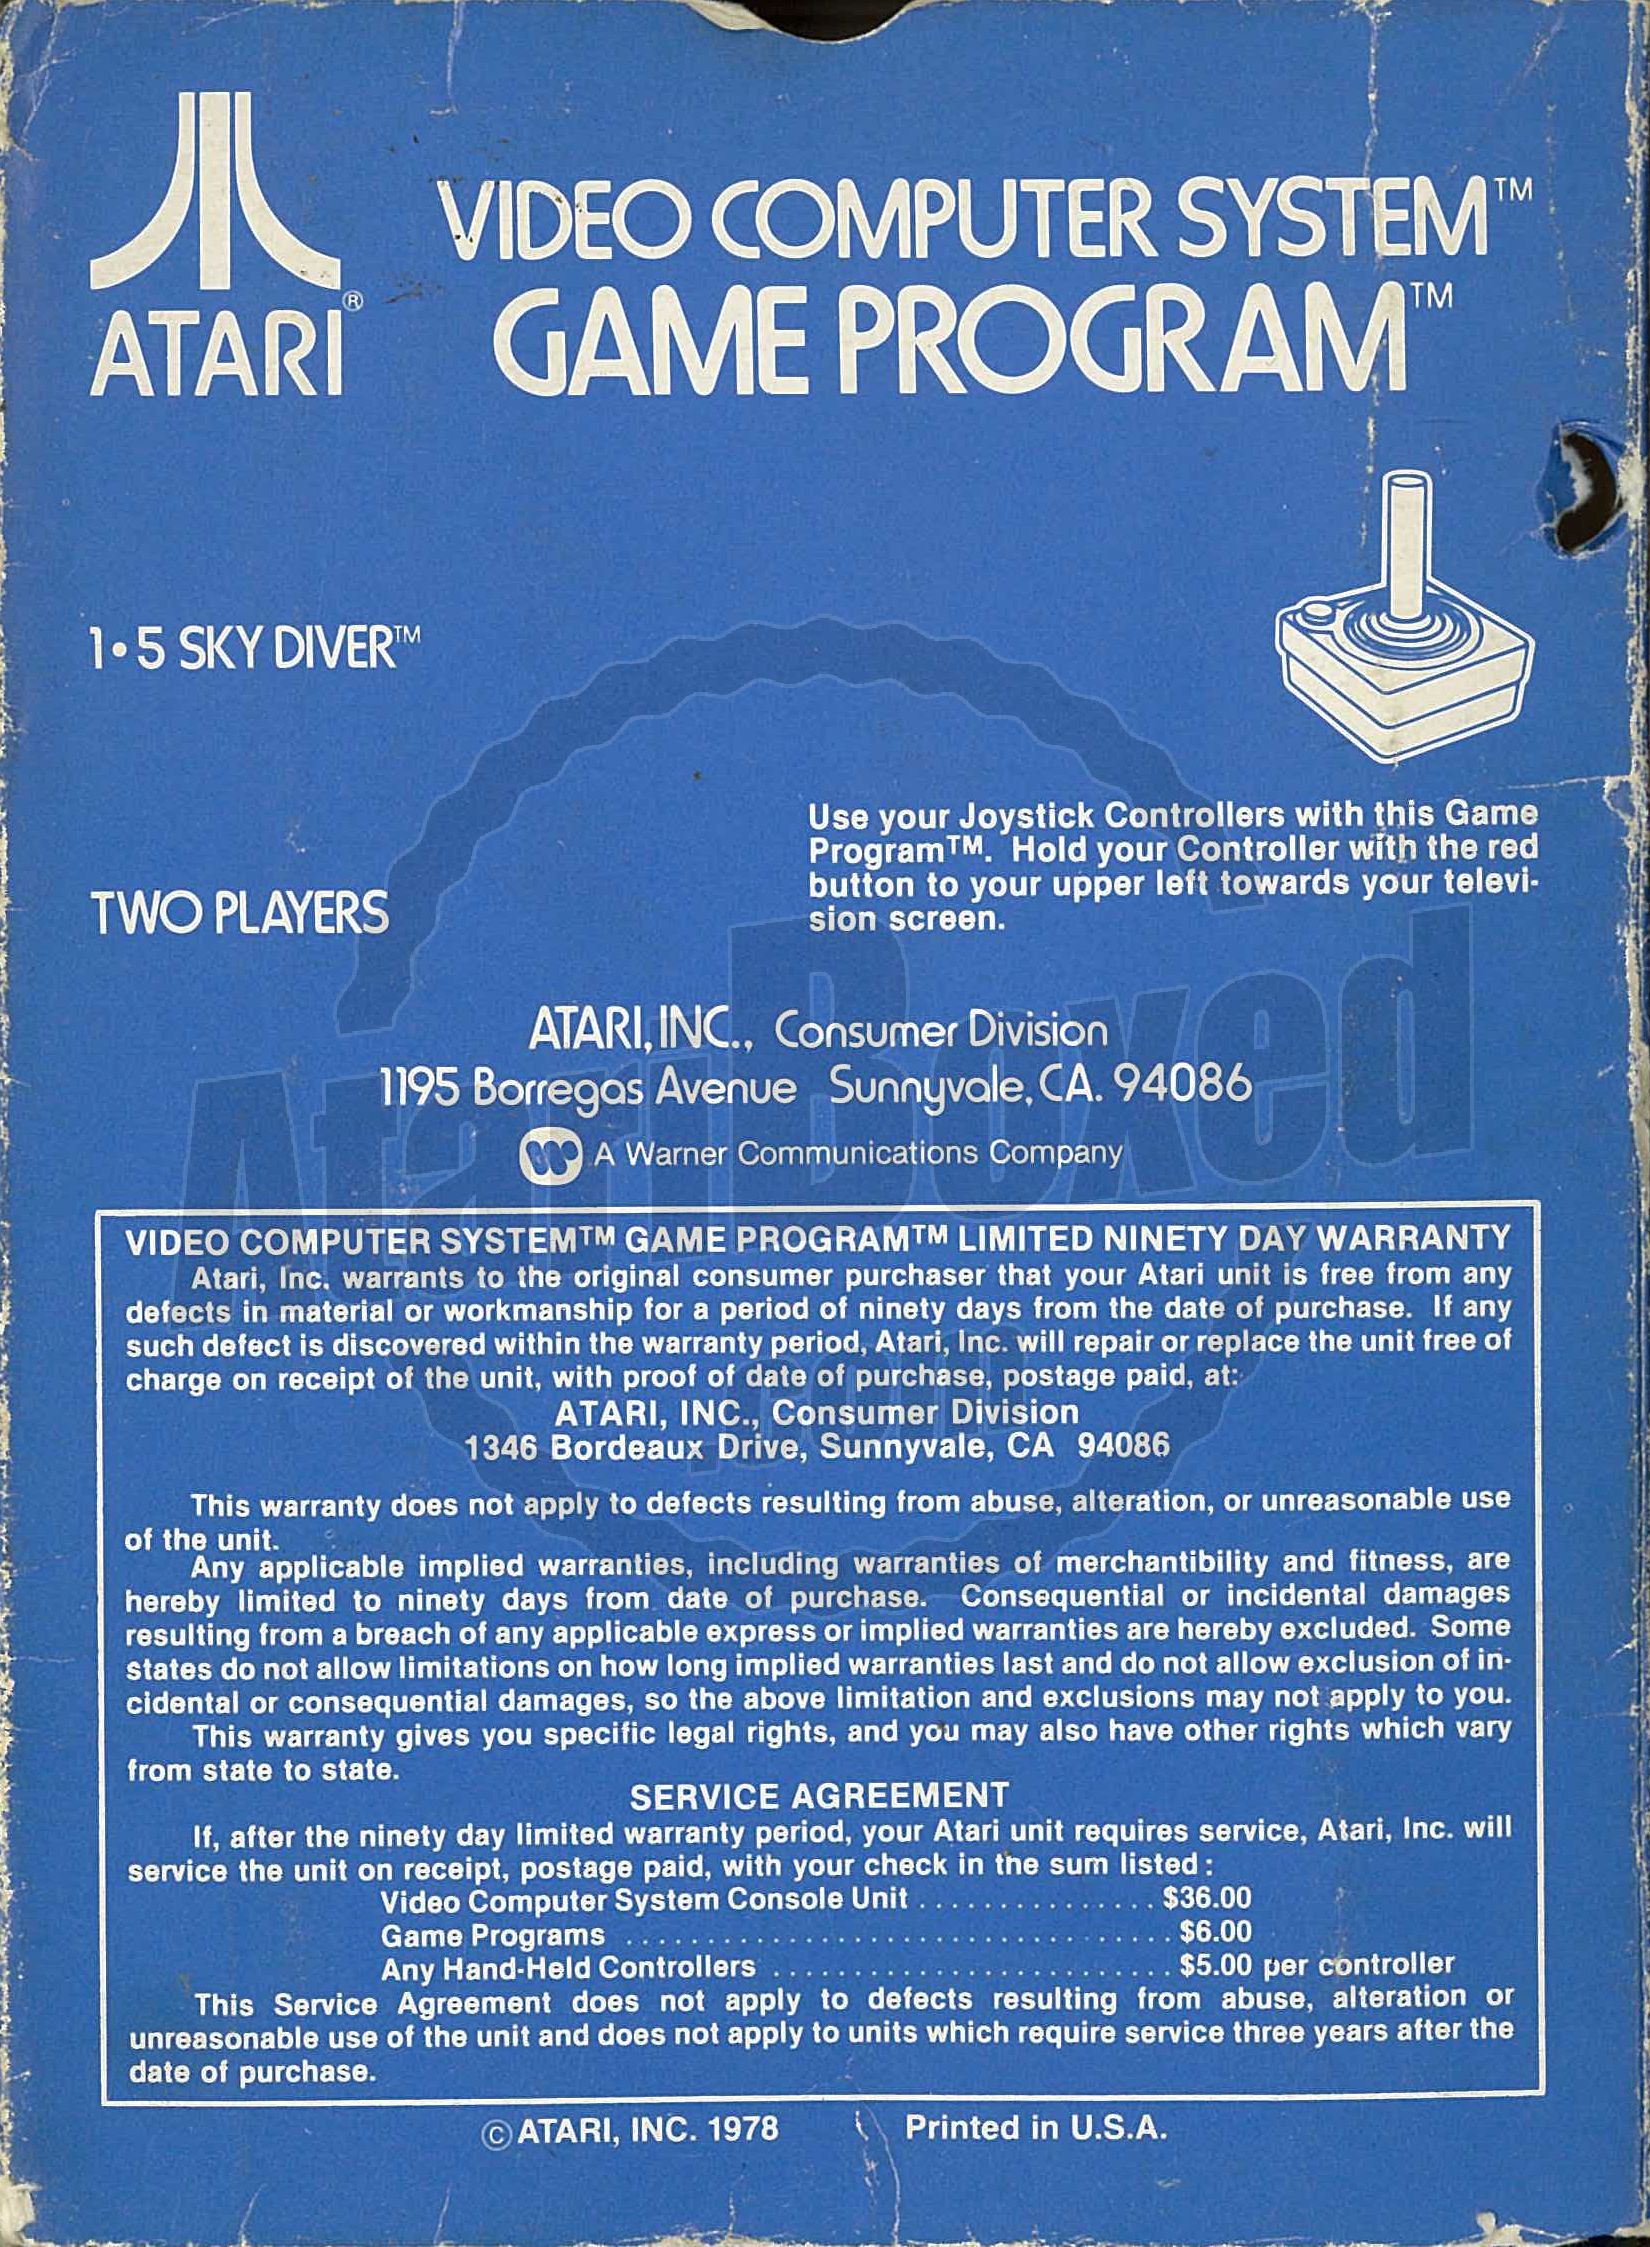 VIDEO COMPUTER SYSTEM™
GAME PROGRAM™
ATARI®
1•5 SKY DIVER™
Use your Joystick Controllers with this Game
Program™. Hold your Controller with the red
button to your upper left towards your televi-
sion screen.
TWO PLAYERS
ATARI, INC., Consumer Division
1195 Borregas Avenue Sunnyvale, CA. 94086
A Warner Communications Company
AtariBoxed
.com
VIDEO COMPUTER SYSTEM™ GAME PROGRAM™ LIMITED NINETY DAY WARRANTY
Atari, Inc. warrants to the original consumer purchaser that your Atari unit is free from any
defects in material or workmanship for a period of ninety days from the date of purchase. If any
such defect is discovered within the warranty period, Atari, Inc. will repair or replace the unit free of
charge on receipt of the unit, with proof of date of purchase, postage paid, at:
ATARI, INC., Consumer Division
1346 Bordeaux Drive, Sunnyvale, CA 94086
This warranty does not apply to defects resulting from abuse, alteration, or unreasonable use
of the unit.
Any applicable implied warranties, including warranties of merchantibility and fitness, are
hereby limited to ninety days from date of purchase. Consequential or incidental damages
resulting from a breach of any applicable express or implied warranties are hereby excluded. Some
states do not allow limitations on how long implied warranties last and do not allow exclusion of in-
cidental or consequential damages, so the above limitation and exclusions may not apply to you.
This warranty gives you specific legal rights, and you may also have other rights which vary
from state to state.
SERVICE AGREEMENT
If, after the ninety day limited warranty period, your Atari unit requires service, Atari, Inc. will
service the unit on receipt, postage paid, with your check in the sum listed:
Video Computer System Console Unit . . . . . . . . . . . . . . . $36.00
Game Programs . . . . . . . . . . . . . . . . . . . . . . . . . . . . . . . . . . $6.00
Any Hand-Held Controllers . . . . . . . . . . . . . . . . . . . . . . . . . $5.00 per controller
This Service Agreement does not apply to defects resulting from abuse, alteration or
unreasonable use of the unit and does not apply to units which require service three years after the
date of purchase.
© ATARI, INC. 1978 Printed in U.S.A.